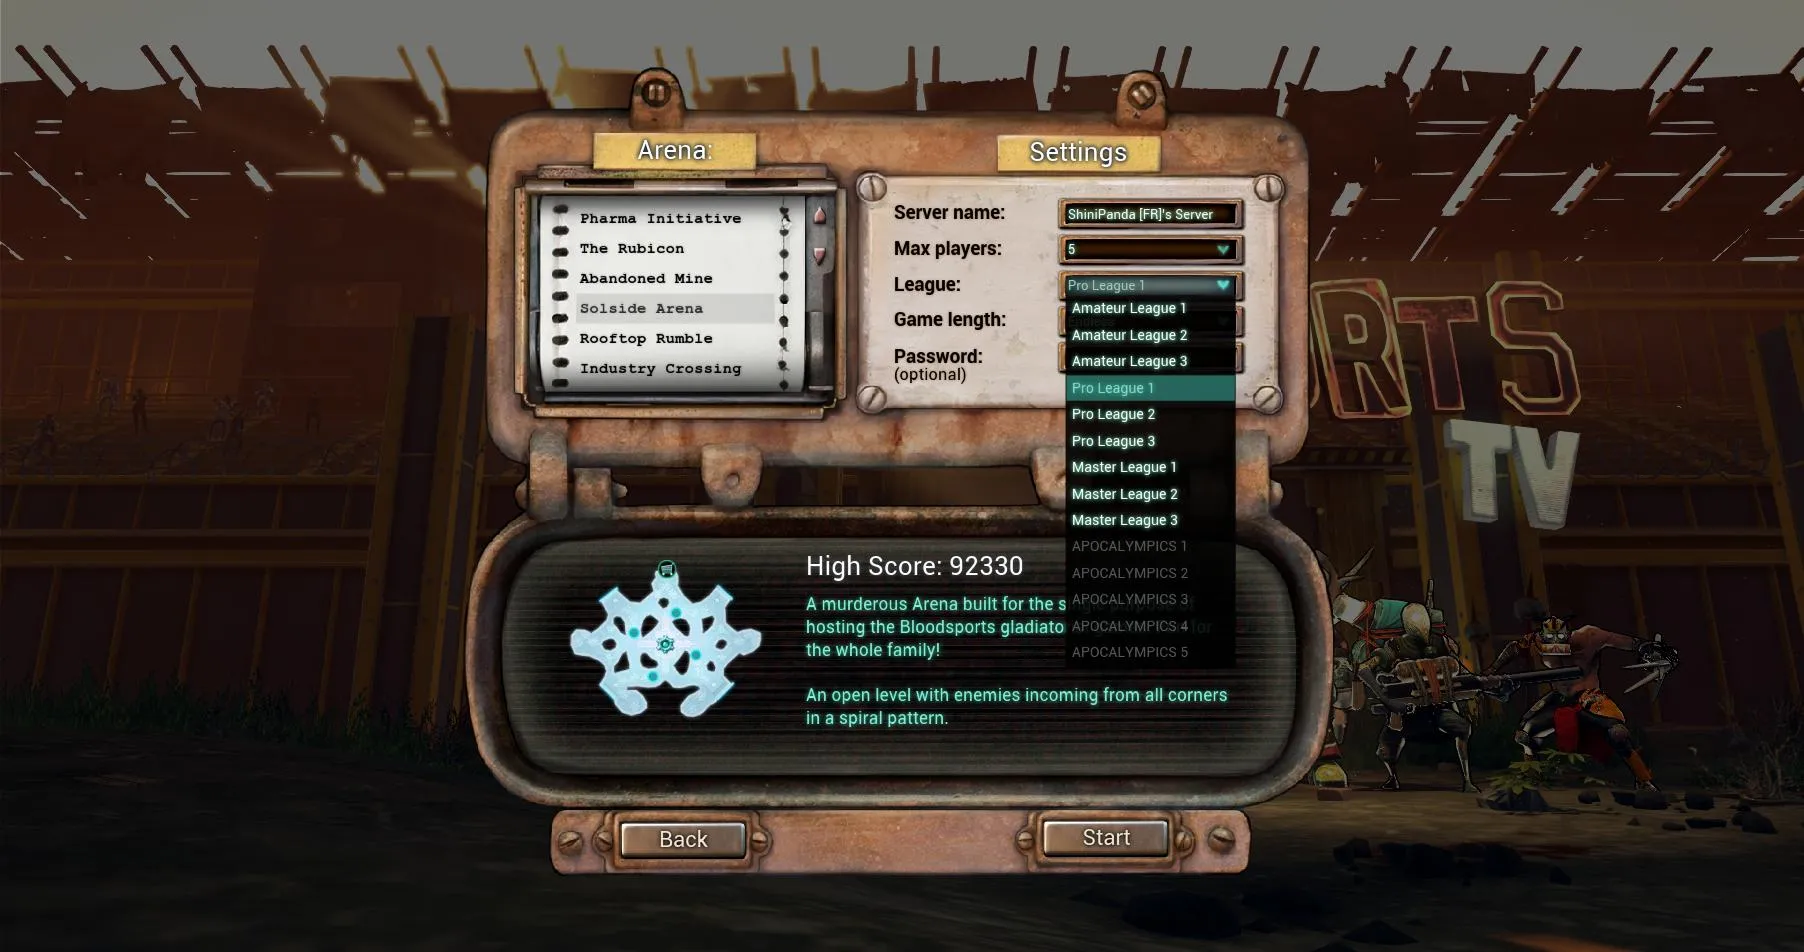 Arena:
Pharma Initiative
The Rubicon
Abandoned Mine
Solside Arena
Rooftop Rumble
Industry Crossing
Settings
Server name:
ShiniPanda [FR]'s Server
Max players:
5
League:
Pro League 1
Game length:
Password:
(optional)
Amateur League 1
Amateur League 2
Amateur League 3
Pro League 1
Pro League 2
Pro League 3
Master League 1
Master League 2
Master League 3
APOCALYMPICS 1
APOCALYMPICS 2
APOCALYMPICS 3
APOCALYMPICS 4
APOCALYMPICS 5
High Score: 92330
A murderous Arena built for the single purpose of
hosting the Bloodsports gladiato for
the whole family!
An open level with enemies incoming from all corners
in a spiral pattern.
Back
Start
RTS
TV